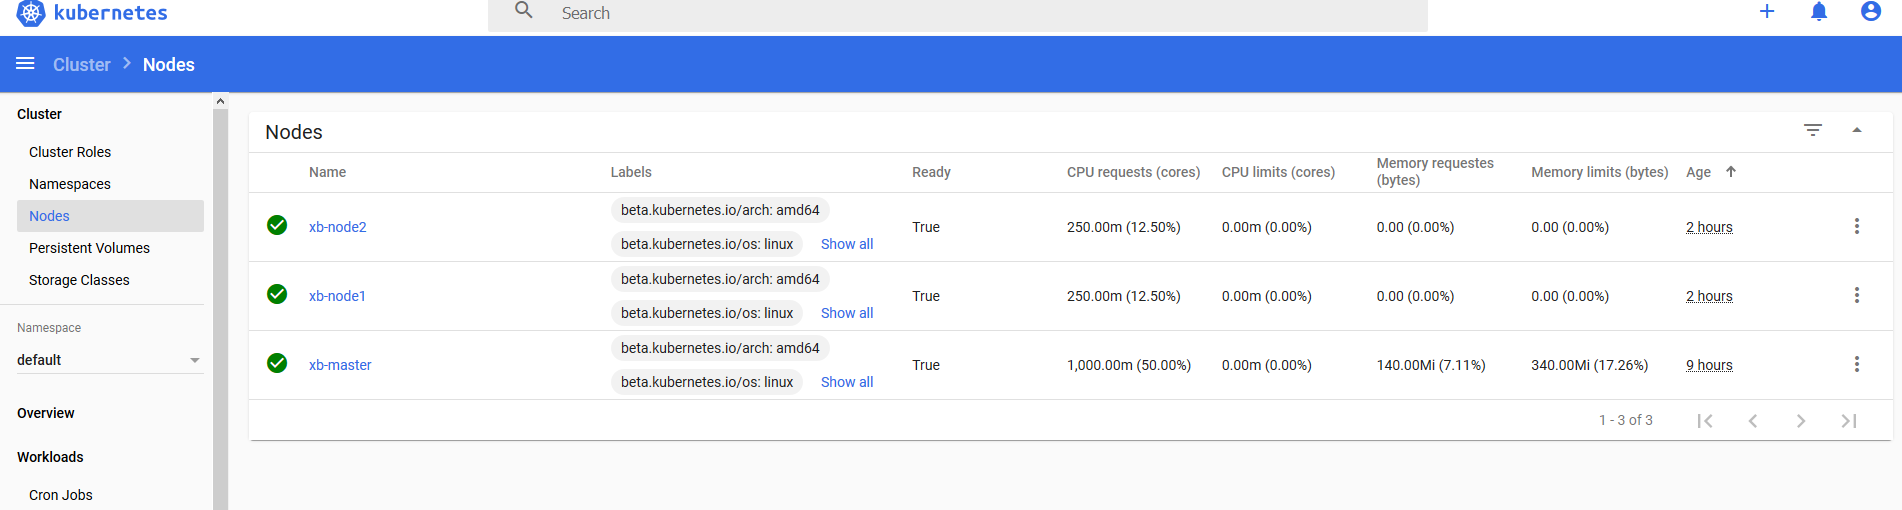 kubernetes
Search
Cluster > Nodes
Cluster
Cluster Roles
Namespaces
Nodes
Persistent Volumes
Storage Classes
Namespace
default
Overview
Workloads
Cron Jobs
Nodes
Name Labels Ready CPU requests (cores) CPU limits (cores) Memory requestes (bytes) Memory limits (bytes) Age
xb-node2 beta.kubernetes.io/arch: amd64 True 250.00m (12.50%) 0.00m (0.00%) 0.00 (0.00%) 0.00 (0.00%) 2 hours
beta.kubernetes.io/os: linux Show all
xb-node1 beta.kubernetes.io/arch: amd64 True 250.00m (12.50%) 0.00m (0.00%) 0.00 (0.00%) 0.00 (0.00%) 2 hours
beta.kubernetes.io/os: linux Show all
xb-master beta.kubernetes.io/arch: amd64 True 1,000.00m (50.00%) 0.00m (0.00%) 140.00Mi (7.11%) 340.00Mi (17.26%) 9 hours
beta.kubernetes.io/os: linux Show all
1 - 3 of 3